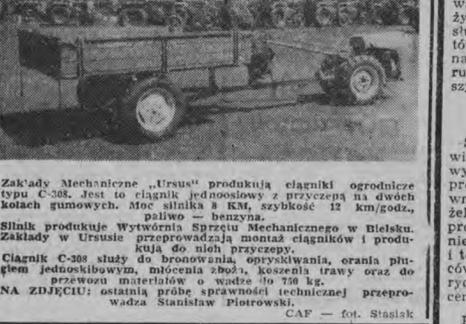 Zakłady Mechaniczne „Ursus" produkują ciągniki ogrodnicze
typu C-308. Jest to ciągnik jednoosiowy z przyczepą na dwóch
kołach gumowych. Moc silnika 8 KM, szybkość 12 km/godz.,
paliwo — benzyna.
Silnik produkuje Wytwórnia Sprzętu Mechanicznego w Bielsku.
Zakłady w Ursusie przeprowadzają montaż ciągników i produ-
kują do nich przyczepy.
Ciągnik C-308 służy do bronowania, opryskiwania, orania płu-
giem jednoskibowym, młócenia zboża, koszenia trawy oraz do
przewozu materiałów o wadze do 750 kg.
NA ZDJĘCIU: ostatnią próbę sprawności technicznej przepro-
wadza Stanisław Piotrowski.
CAF — fot. Stasiak